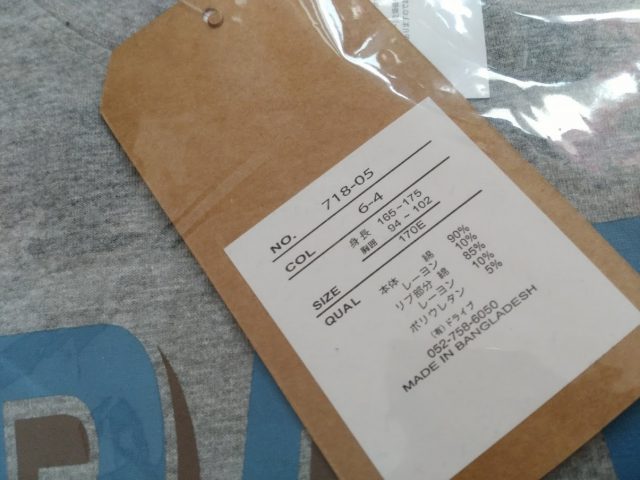 NO. 718-05
COL 6-4
身長 165~175
胸囲 94~102
SIZE 170E
QUAL 本体 綿 90%
レーヨン 10%
リブ部分 綿 85%
レーヨン 10%
ポリウレタン 5%
(有)ドライブ
052-758-6050
MADE IN BANGLADESH